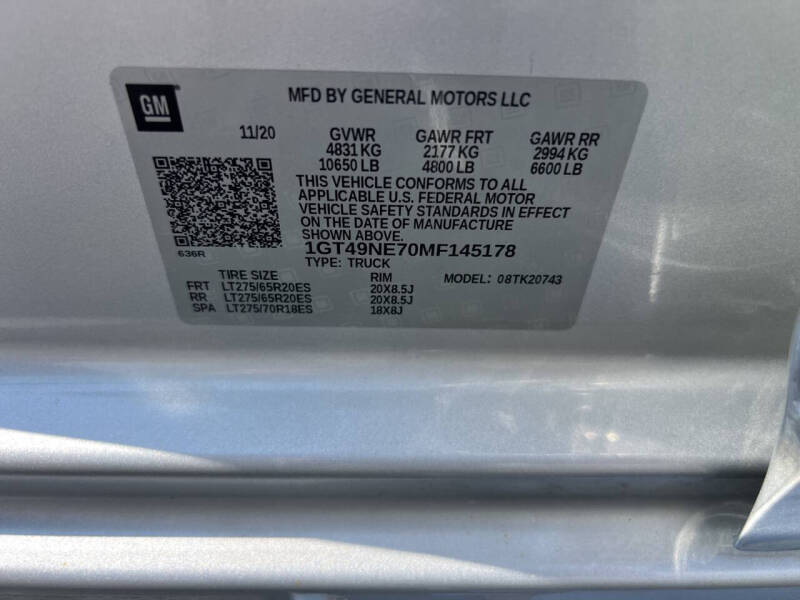 GM MFD BY GENERAL MOTORS LLC
11/20 GVWR GAWR FRT GAWR RR
4831 KG 2177 KG 2994 KG
10650 LB 4800 LB 6600 LB
THIS VEHICLE CONFORMS TO ALL
APPLICABLE U.S. FEDERAL MOTOR
VEHICLE SAFETY STANDARDS IN EFFECT
ON THE DATE OF MANUFACTURE
SHOWN ABOVE.
636R
1GT49NE70MF145178
TYPE: TRUCK
TIRE SIZE RIM MODEL: 08TK20743
FRT LT275/65R20ES 20X8.5J
RR LT275/65R20ES 20X8.5J
SPA LT275/70R18ES 18X8J